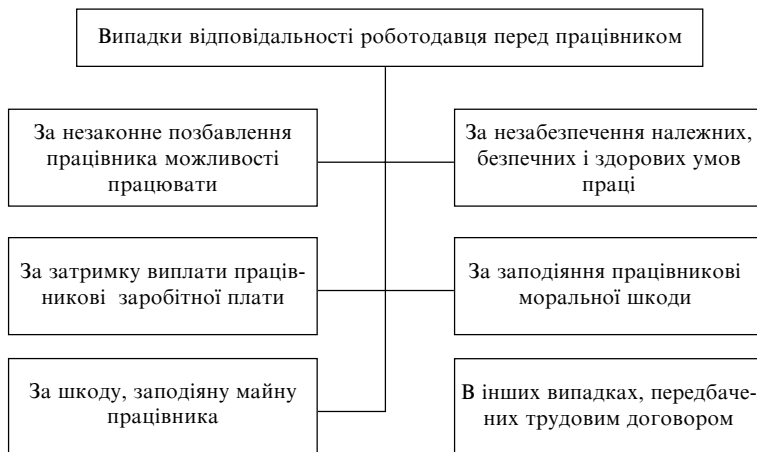 Випадки відповідальності роботодавця перед працівником
За незаконне позбавлення
працівника можливості
працювати
За незабезпечення належних,
безпечних і здорових умов
праці
За затримку виплати праців-
никові заробітної плати
За заподіяння працівникові
моральної шкоди
За шкоду, заподіяну майну
працівника
В інших випадках, передбаче-
них трудовим договором